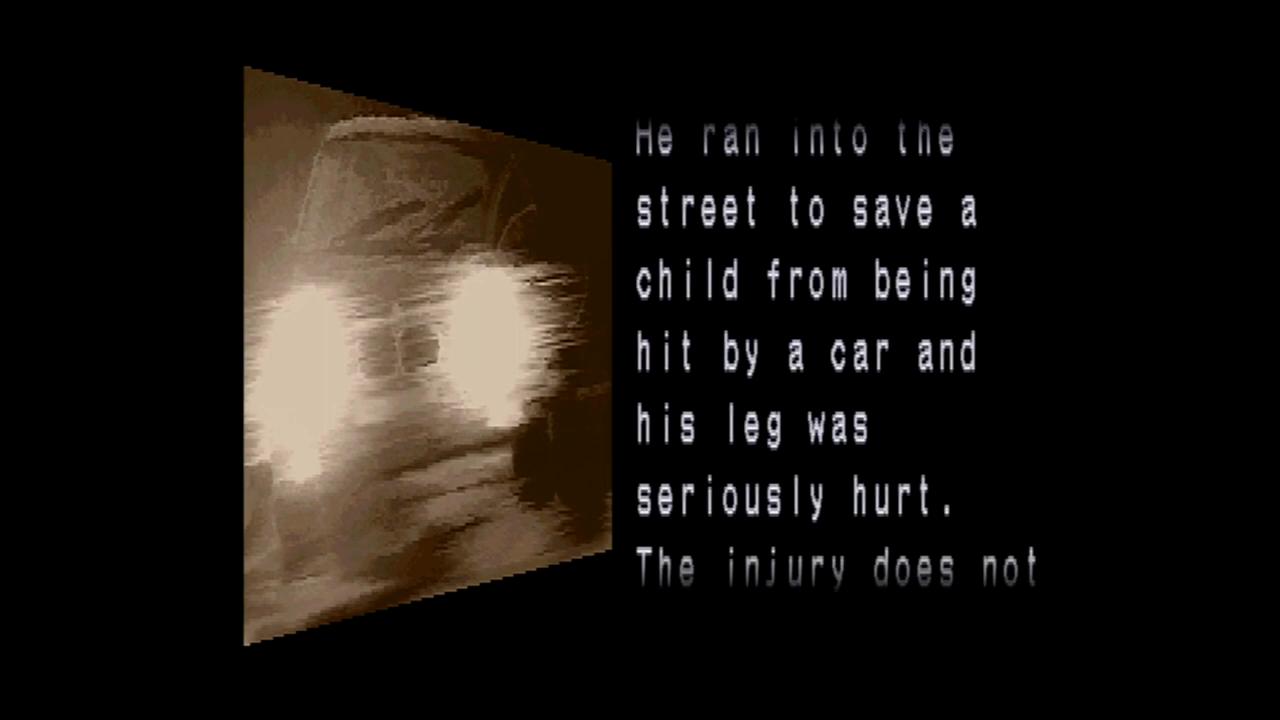 He ran into the
street to save a
child from being
hit by a car and
his leg was
seriously hurt.
The injury does not